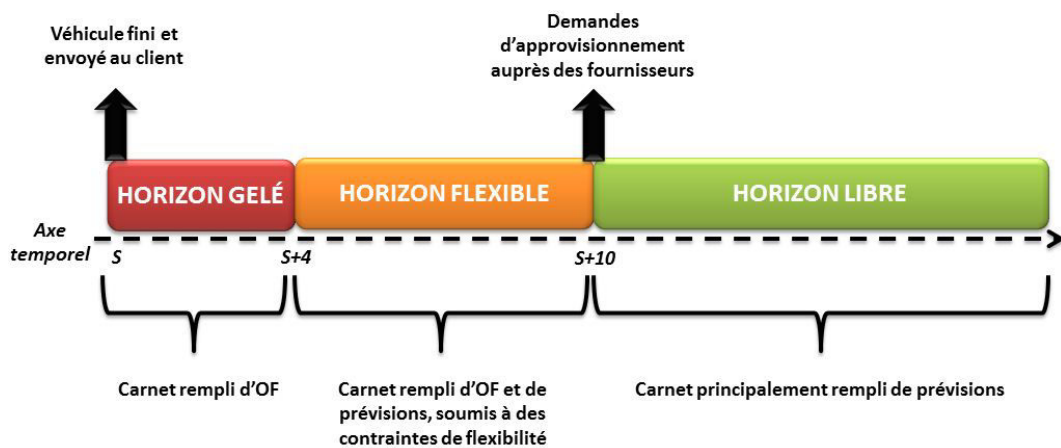 Véhicule fini et
envoyé au client
Demandes
d'approvisionnement
auprès des fournisseurs
HORIZON GELÉ
HORIZON FLEXIBLE
HORIZON LIBRE
Axe
temporel
S
S+4
S+10
Carnet rempli d'OF
Carnet rempli d'OF et de
prévisions, soumis à des
contraintes de flexibilité
Carnet principalement rempli de prévisions